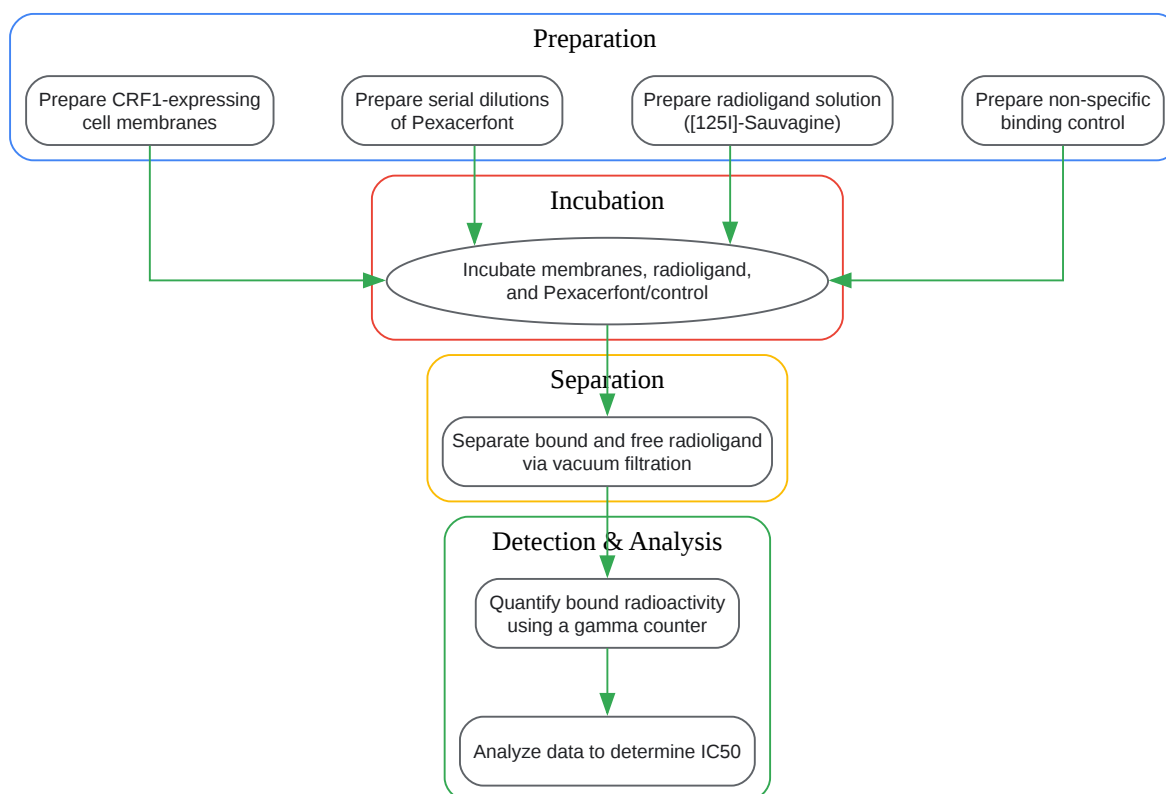 Preparation
Prepare CRF1-expressing
cell membranes
Prepare serial dilutions
of Pexacerfont
Prepare radioligand solution
([125I]-Sauvagine)
Prepare non-specific
binding control
Incubation
Incubate membranes, radioligand,
and Pexacerfont/control
Separation
Separate bound and free radioligand
via vacuum filtration
Detection & Analysis
Quantify bound radioactivity
using a gamma counter
Analyze data to determine IC50